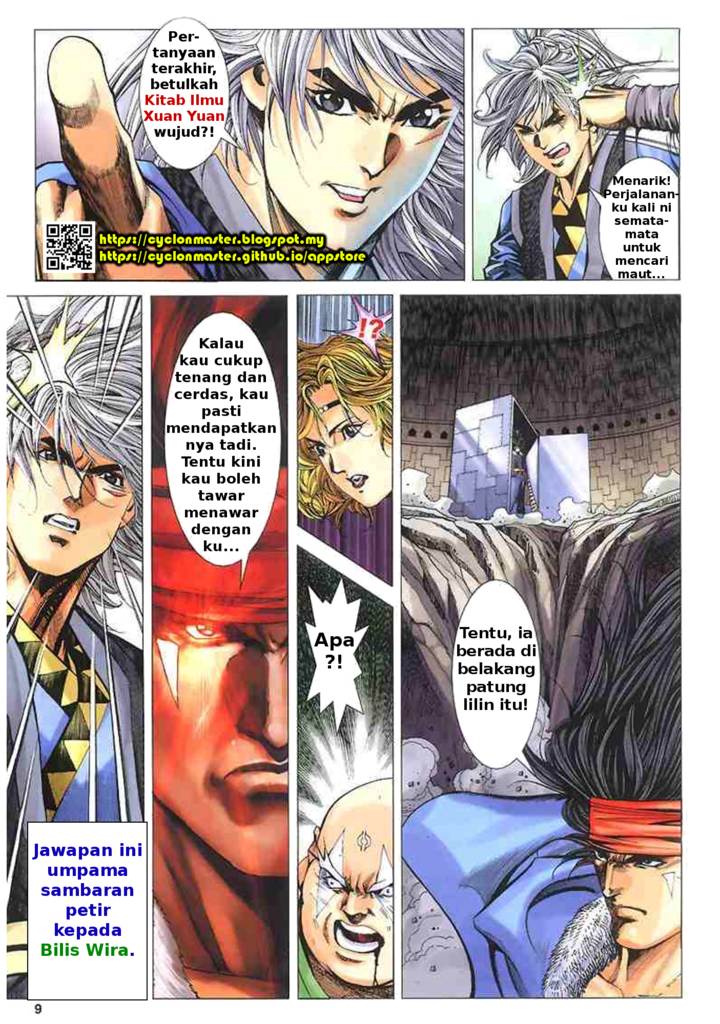 Per-
tanyaan
terakhir,
betulkah
Kitab Ilmu
Xuan Yuan
wujud?!
https://cyclonmaster.blogspot.my
https://cyclonmaster.github.io/appstore
Menarik!
Perjalanan-
ku kali ni
semata-
mata
untuk
mencari
maut...
Jawapan ini
umpama
sambaran
petir
kepada
Bilis Wira.
Kalau
kau cukup
tenang dan
cerdas, kau
pasti
mendapatkan
nya tadi.
Tentu kini
kau boleh
tawar
menawar
dengan
ku...
!?
Apa
?!
Tentu, ia
berada di
belakang
patung
lilin itu!
9